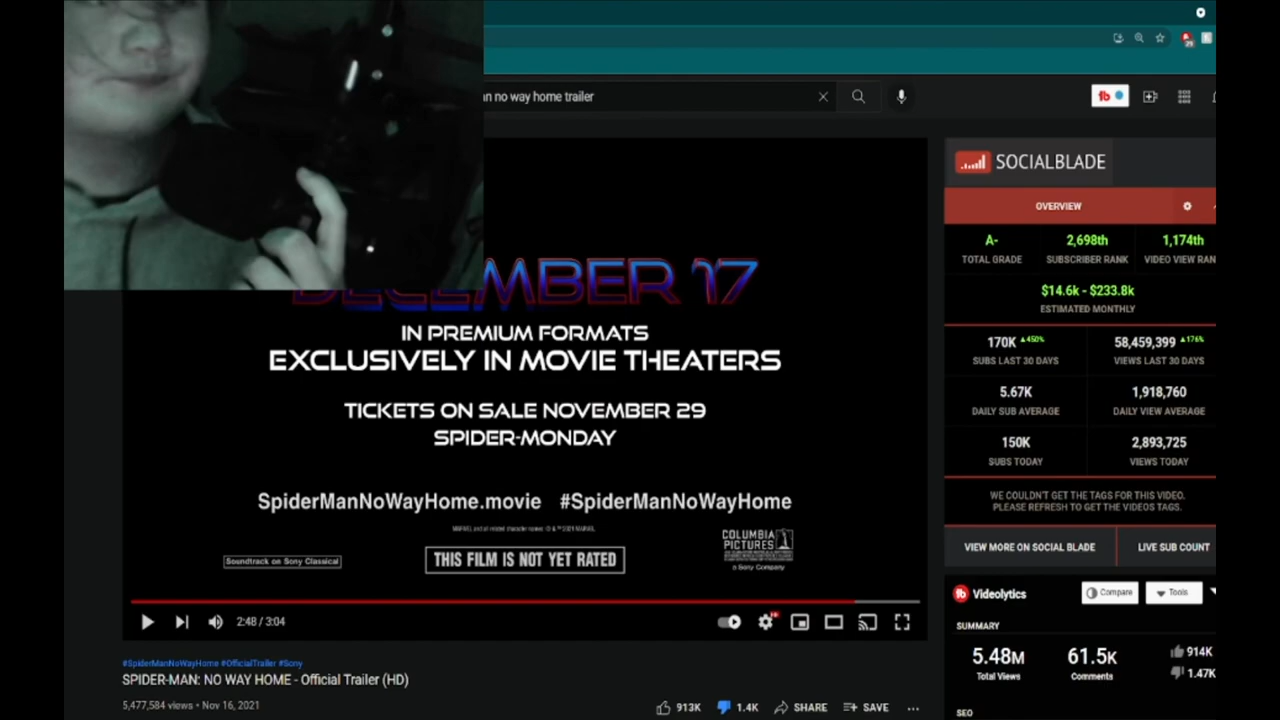 n no way home trailer
SOCIALBLADE
OVERVIEW
A-
TOTAL GRADE
2,698th
SUBSCRIBER RANK
1,174th
VIDEO VIEW RAN
$14.6k - $233.8k
ESTIMATED MONTHLY
170K ▲450%
SUBS LAST 30 DAYS
58,459,399 ▲176%
VIEWS LAST 30 DAYS
5.67K
DAILY SUB AVERAGE
1,918,760
DAILY VIEW AVERAGE
150K
SUBS TODAY
2,893,725
VIEWS TODAY
WE COULDN'T GET THE TAGS FOR THIS VIDEO.
PLEASE REFRESH TO GET THE VIDEOS TAGS.
VIEW MORE ON SOCIAL BLADE
LIVE SUB COUNT
DECEMBER 17
IN PREMIUM FORMATS
EXCLUSIVELY IN MOVIE THEATERS
TICKETS ON SALE NOVEMBER 29
SPIDER-MONDAY
SpiderManNoWayHome.movie #SpiderManNoWayHome
Soundtrack on Sony Classical
THIS FILM IS NOT YET RATED
COLUMBIA
PICTURES
a Sony Company
2:48 / 3:04
#SpiderManNoWayHome #OfficialTrailer #Sony
SPIDER-MAN: NO WAY HOME - Official Trailer (HD)
5,477,584 views • Nov 16, 2021
913K
1.4K
SHARE
SAVE
Videolytics
Compare
Tools
SUMMARY
5.48M
Total Views
61.5K
Comments
914K
1.47K
SEO